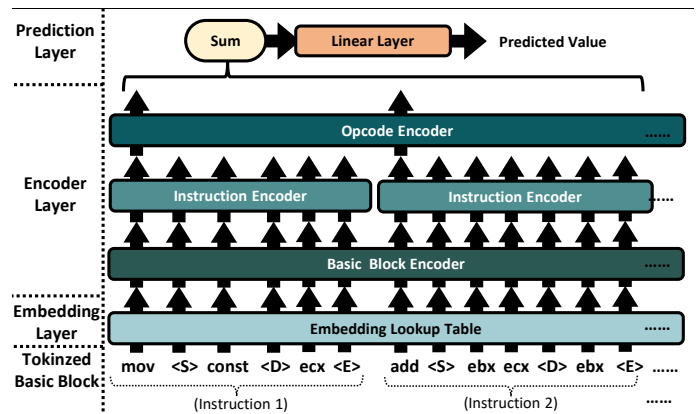 Prediction Layer
Sum
Linear Layer
Predicted Value
Encoder Layer
Opcode Encoder ......
Instruction Encoder
Instruction Encoder ......
Basic Block Encoder ......
Embedding Layer
Embedding Lookup Table ......
Tokinzed Basic Block
mov <S> const <D> ecx <E> add <S> ebx ecx <D> ebx <E> ......
(Instruction 1) (Instruction 2) ......